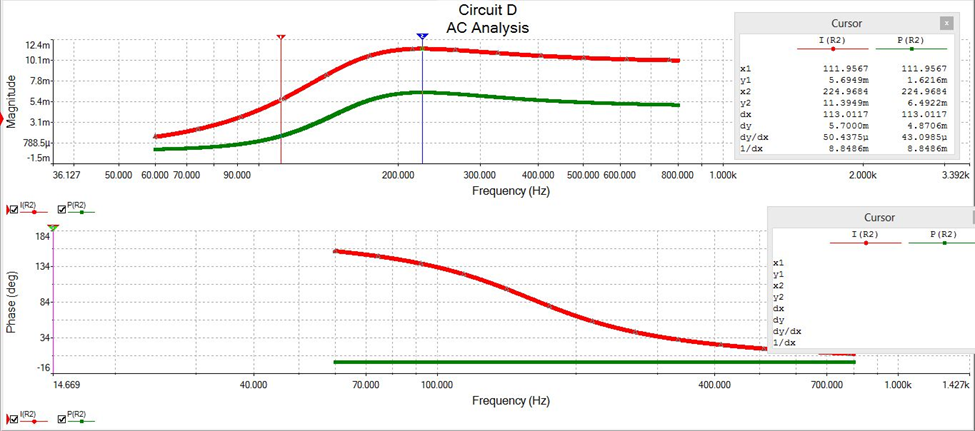 Circuit D
AC Analysis
Magnitude
12.4m
10.1m
7.8m
5.4m
3.1m
788.5µ
-1.5m
36.127 50.000 60.000 70.000 90.000 200.000 300.000 400.000 500.000 600.000 800.000 1.000k 2.000k 3.392k
Frequency (Hz)
Cursor
x
I(R2) P(R2)
x1 111.9567 111.9567
y1 5.6949m 1.6216m
x2 224.9684 224.9684
y2 11.3949m 6.4922m
dx 113.0117 113.0117
dy 5.7000m 4.8706m
dy/dx 50.4375µ 43.0985µ
1/dx 8.8486m 8.8486m
I(R2) P(R2)
Phase (deg)
184
134
84
34
-16
14.669 40.000 70.000 100.000 400.000 700.000 1.000k 1.427k
Frequency (Hz)
Cursor
I(R2) P(R2)
x1
y1
x2
y2
dx
dy
dy/dx
1/dx
I(R2) P(R2)